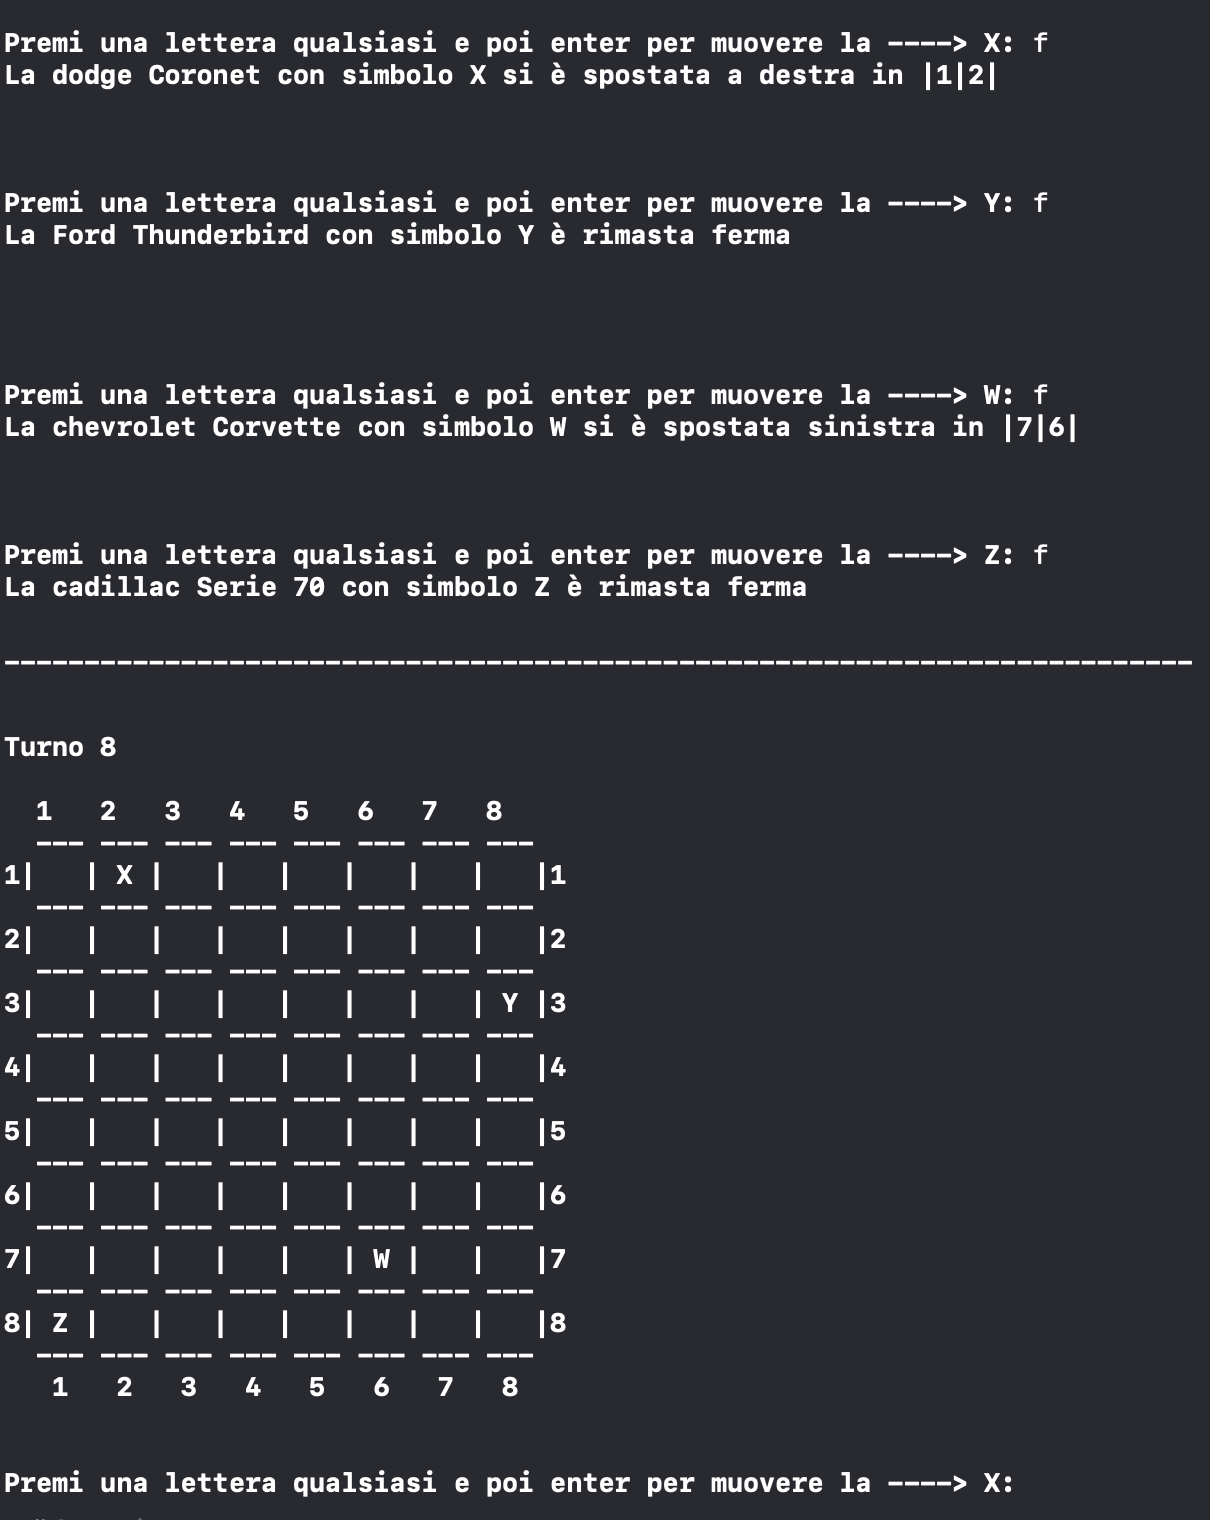 Premi una lettera qualsiasi e poi enter per muovere la ----> X: f
La dodge Coronet con simbolo X si è spostata a destra in |1|2|
Premi una lettera qualsiasi e poi enter per muovere la ----> Y: f
La Ford Thunderbird con simbolo Y è rimasta ferma
Premi una lettera qualsiasi e poi enter per muovere la ----> W: f
La chevrolet Corvette con simbolo W si è spostata sinistra in |7|6|
Premi una lettera qualsiasi e poi enter per muovere la ----> Z: f
La cadillac Serie 70 con simbolo Z è rimasta ferma
--------------------------------------------------------------------------
Turno 8
  1   2   3   4   5   6   7   8
  --- --- --- --- --- --- --- ---
1|   | X |   |   |   |   |   |   |1
  --- --- --- --- --- --- --- ---
2|   |   |   |   |   |   |   |   |2
  --- --- --- --- --- --- --- ---
3|   |   |   |   |   |   |   | Y |3
  --- --- --- --- --- --- --- ---
4|   |   |   |   |   |   |   |   |4
  --- --- --- --- --- --- --- ---
5|   |   |   |   |   |   |   |   |5
  --- --- --- --- --- --- --- ---
6|   |   |   |   |   |   |   |   |6
  --- --- --- --- --- --- --- ---
7|   |   |   |   |   | W |   |   |7
  --- --- --- --- --- --- --- ---
8| Z |   |   |   |   |   |   |   |8
  --- --- --- --- --- --- --- ---
   1   2   3   4   5   6   7   8
Premi una lettera qualsiasi e poi enter per muovere la ----> X: